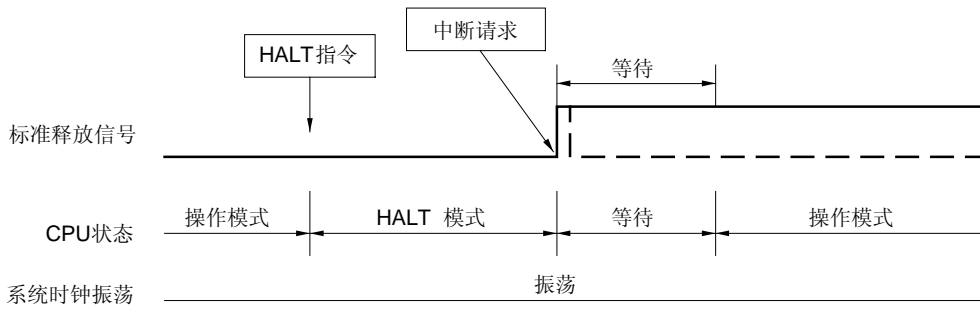 中断请求
HALT指令
等待
标准释放信号
操作模式
HALT 模式
等待
操作模式
CPU状态
振荡
系统时钟振荡